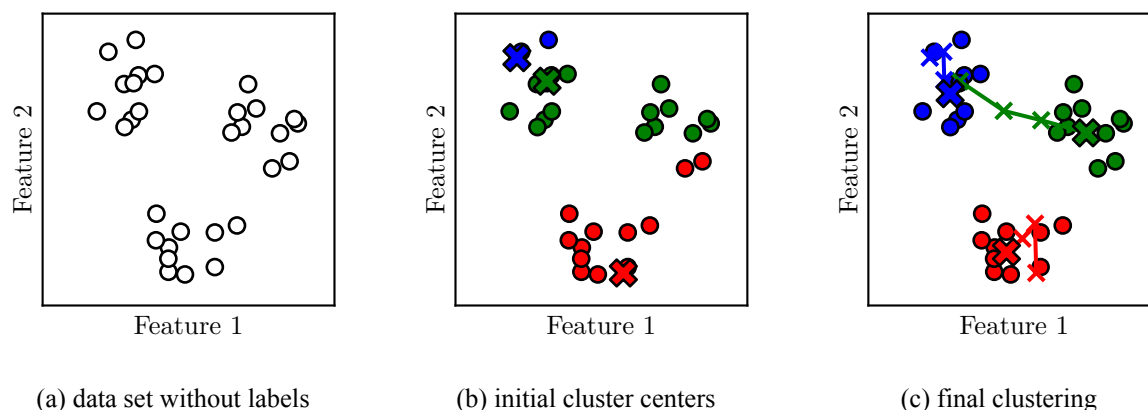 Feature 2
Feature 1
Feature 2
Feature 1
Feature 2
Feature 1
(a) data set without labels
(b) initial cluster centers
(c) final clustering